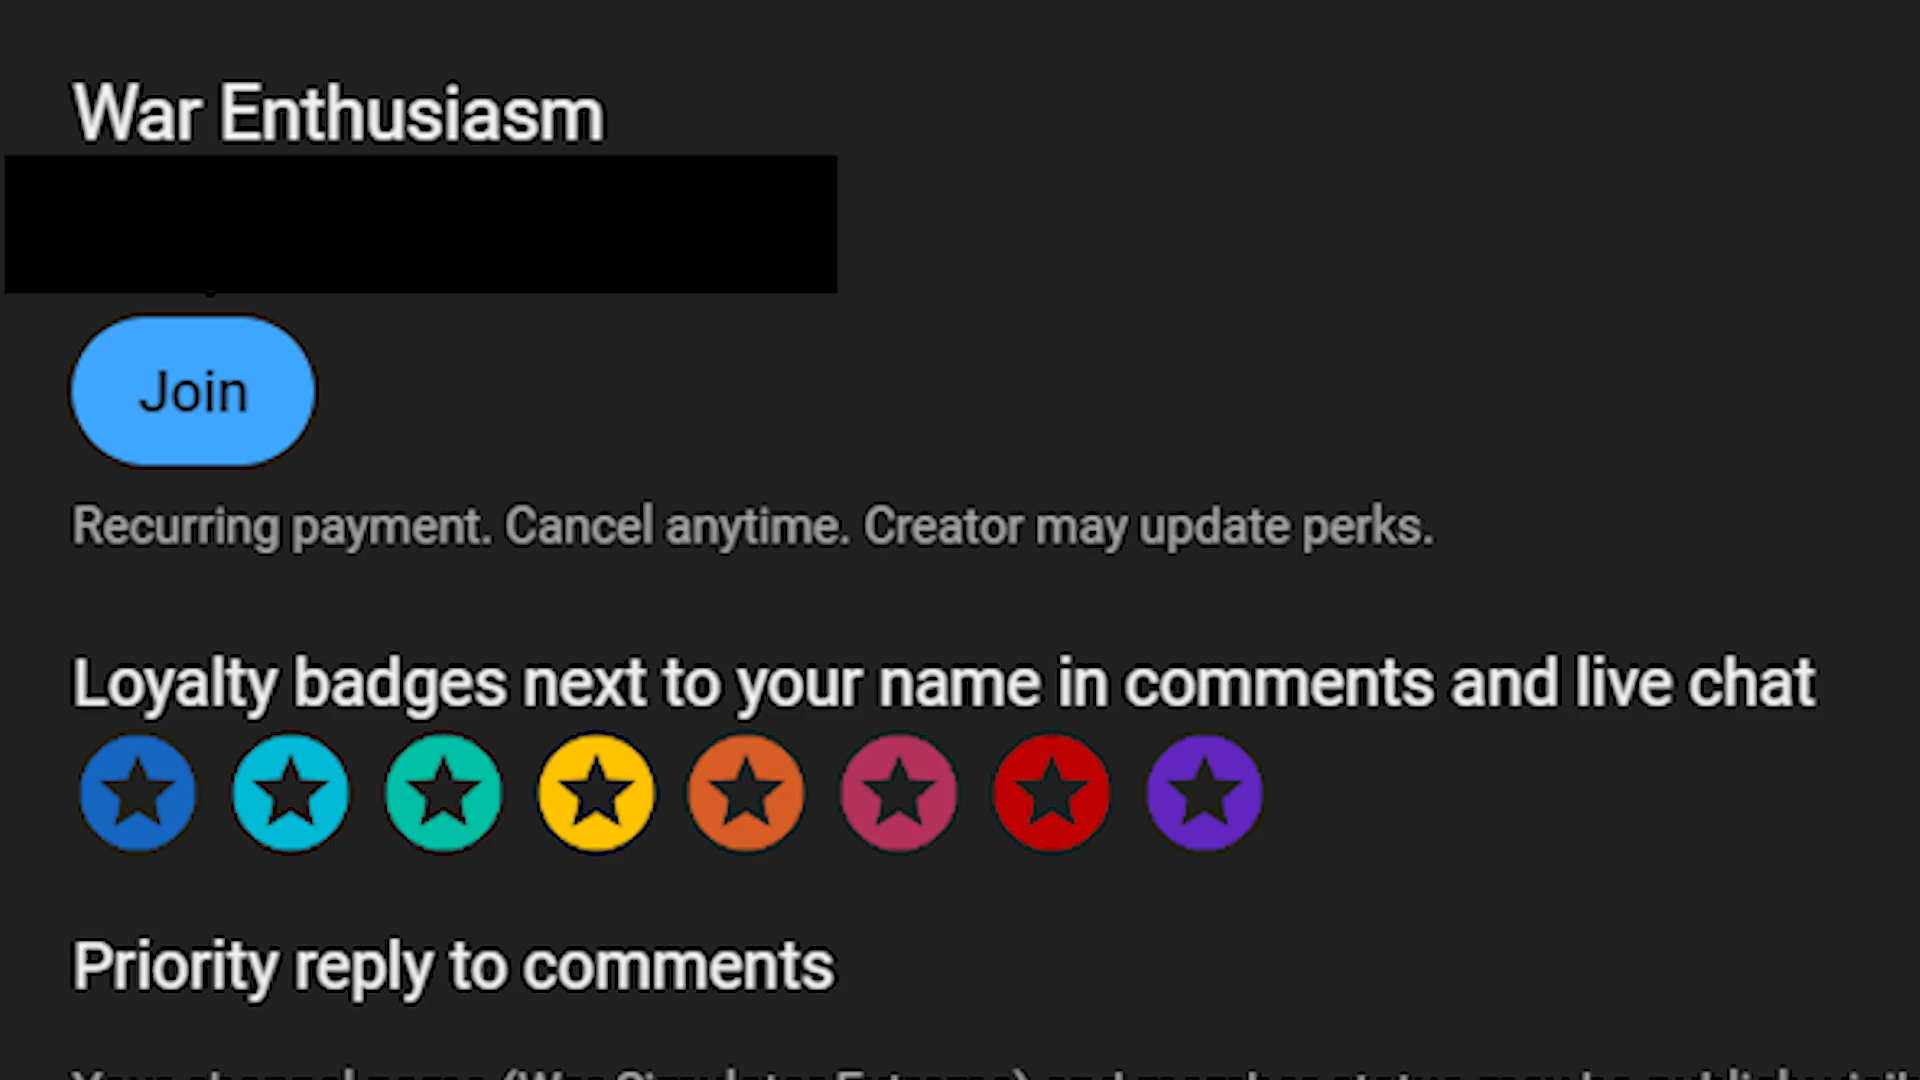 War Enthusiasm
Join
Recurring payment. Cancel anytime. Creator may update perks.
Loyalty badges next to your name in comments and live chat
Priority reply to comments